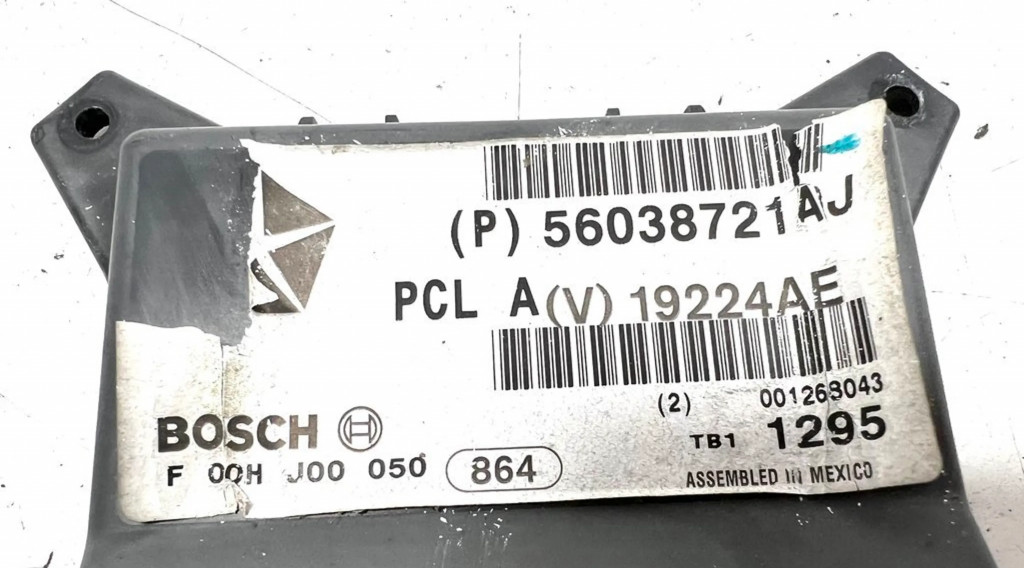 (P) 56038721AJ
PCL A (V) 19224AE
(2) 001268043
BOSCH TB1 1295
F 00H J00 050 864 ASSEMBLED IN MEXICO